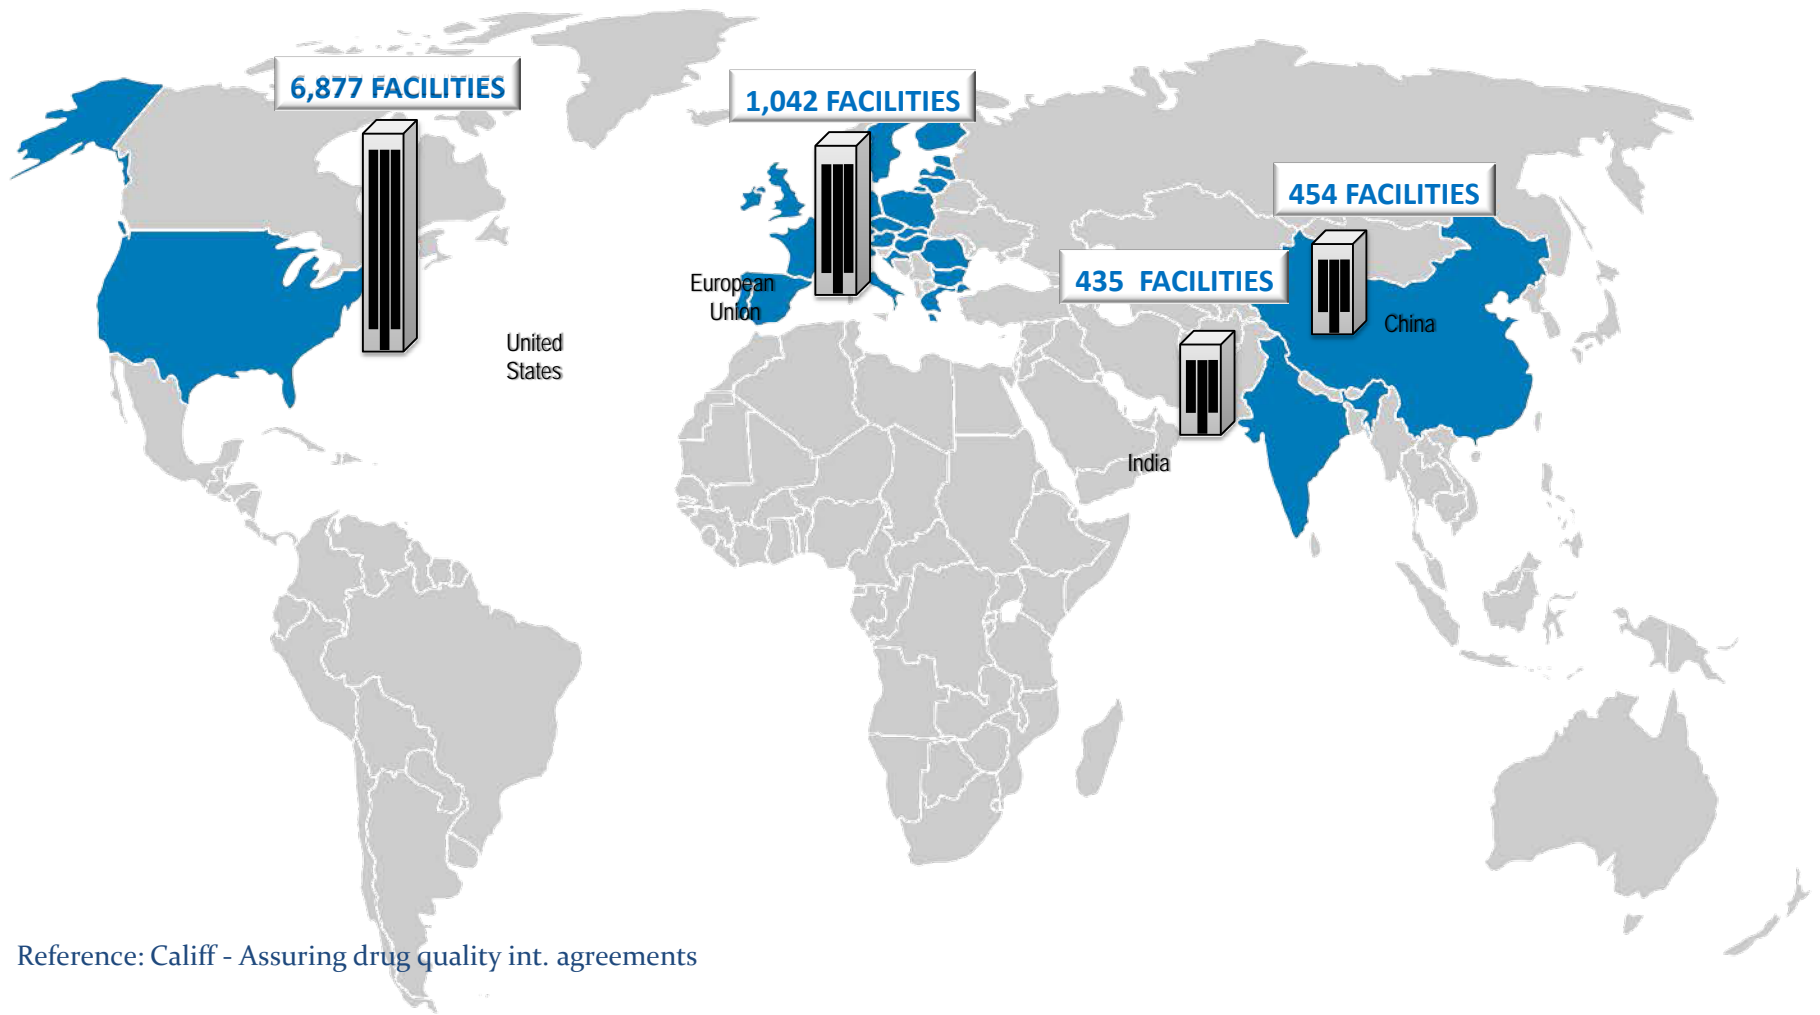 6,877 FACILITIES
1,042 FACILITIES
454 FACILITIES
435 FACILITIES
European
Union
United
States
China
India
Reference: Califf - Assuring drug quality int. agreements